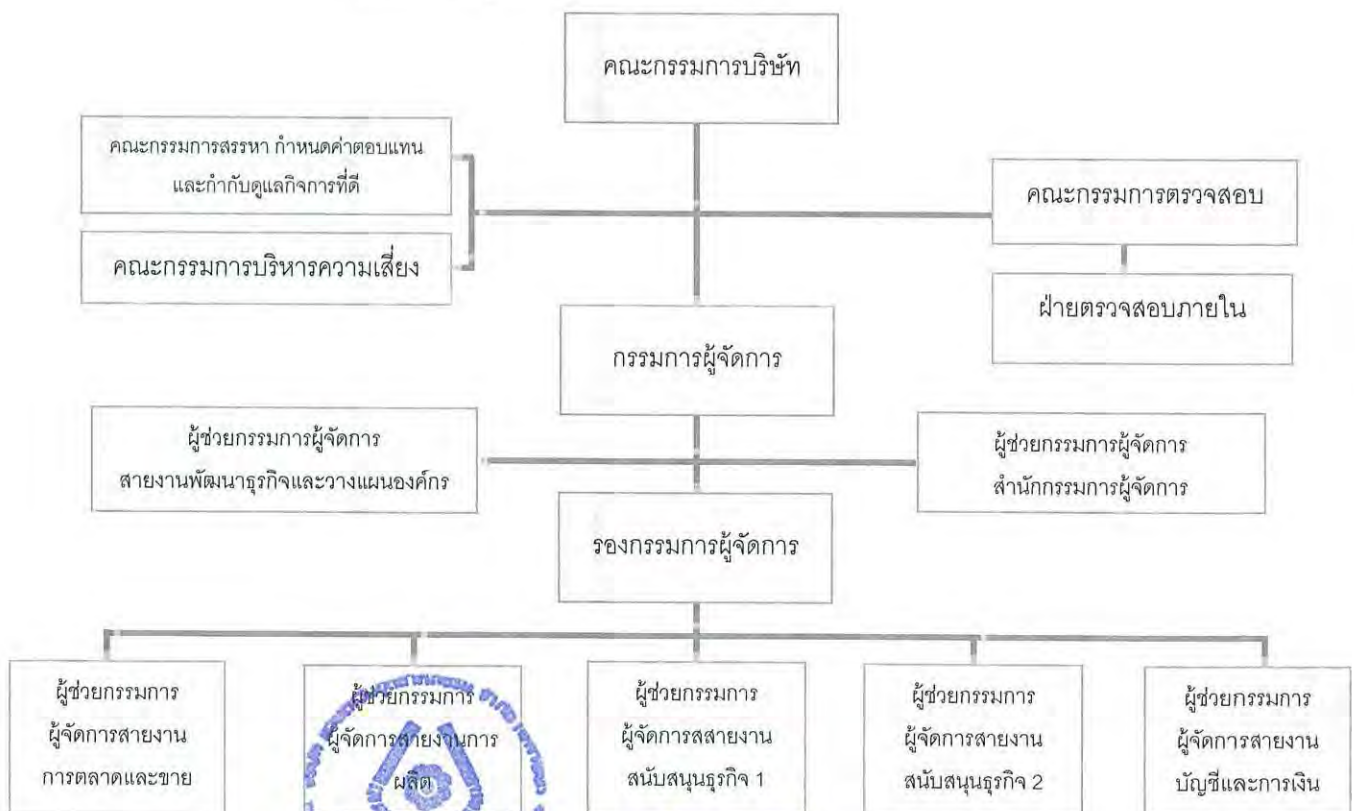 คณะกรรมการบริษัท
คณะกรรมการสรรหา กำหนดค่าตอบแทน
และกำกับดูแลกิจการที่ดี
คณะกรรมการตรวจสอบ
คณะกรรมการบริหารความเสี่ยง
ฝ่ายตรวจสอบภายใน
กรรมการผู้จัดการ
ผู้ช่วยกรรมการผู้จัดการ
สายงานพัฒนาธุรกิจและวางแผนองค์กร
ผู้ช่วยกรรมการผู้จัดการ
สำนักกรรมการผู้จัดการ
รองกรรมการผู้จัดการ
ผู้ช่วยกรรมการ
ผู้จัดการสายงาน
การตลาดและขาย
ผู้ช่วยกรรมการ
ผู้จัดการสายงานการ
ผลิต
ผู้ช่วยกรรมการ
ผู้จัดการสสายงาน
สนับสนุนธุรกิจ 1
ผู้ช่วยกรรมการ
ผู้จัดการสายงาน
สนับสนุนธุรกิจ 2
ผู้ช่วยกรรมการ
ผู้จัดการสายงาน
บัญชีและการเงิน